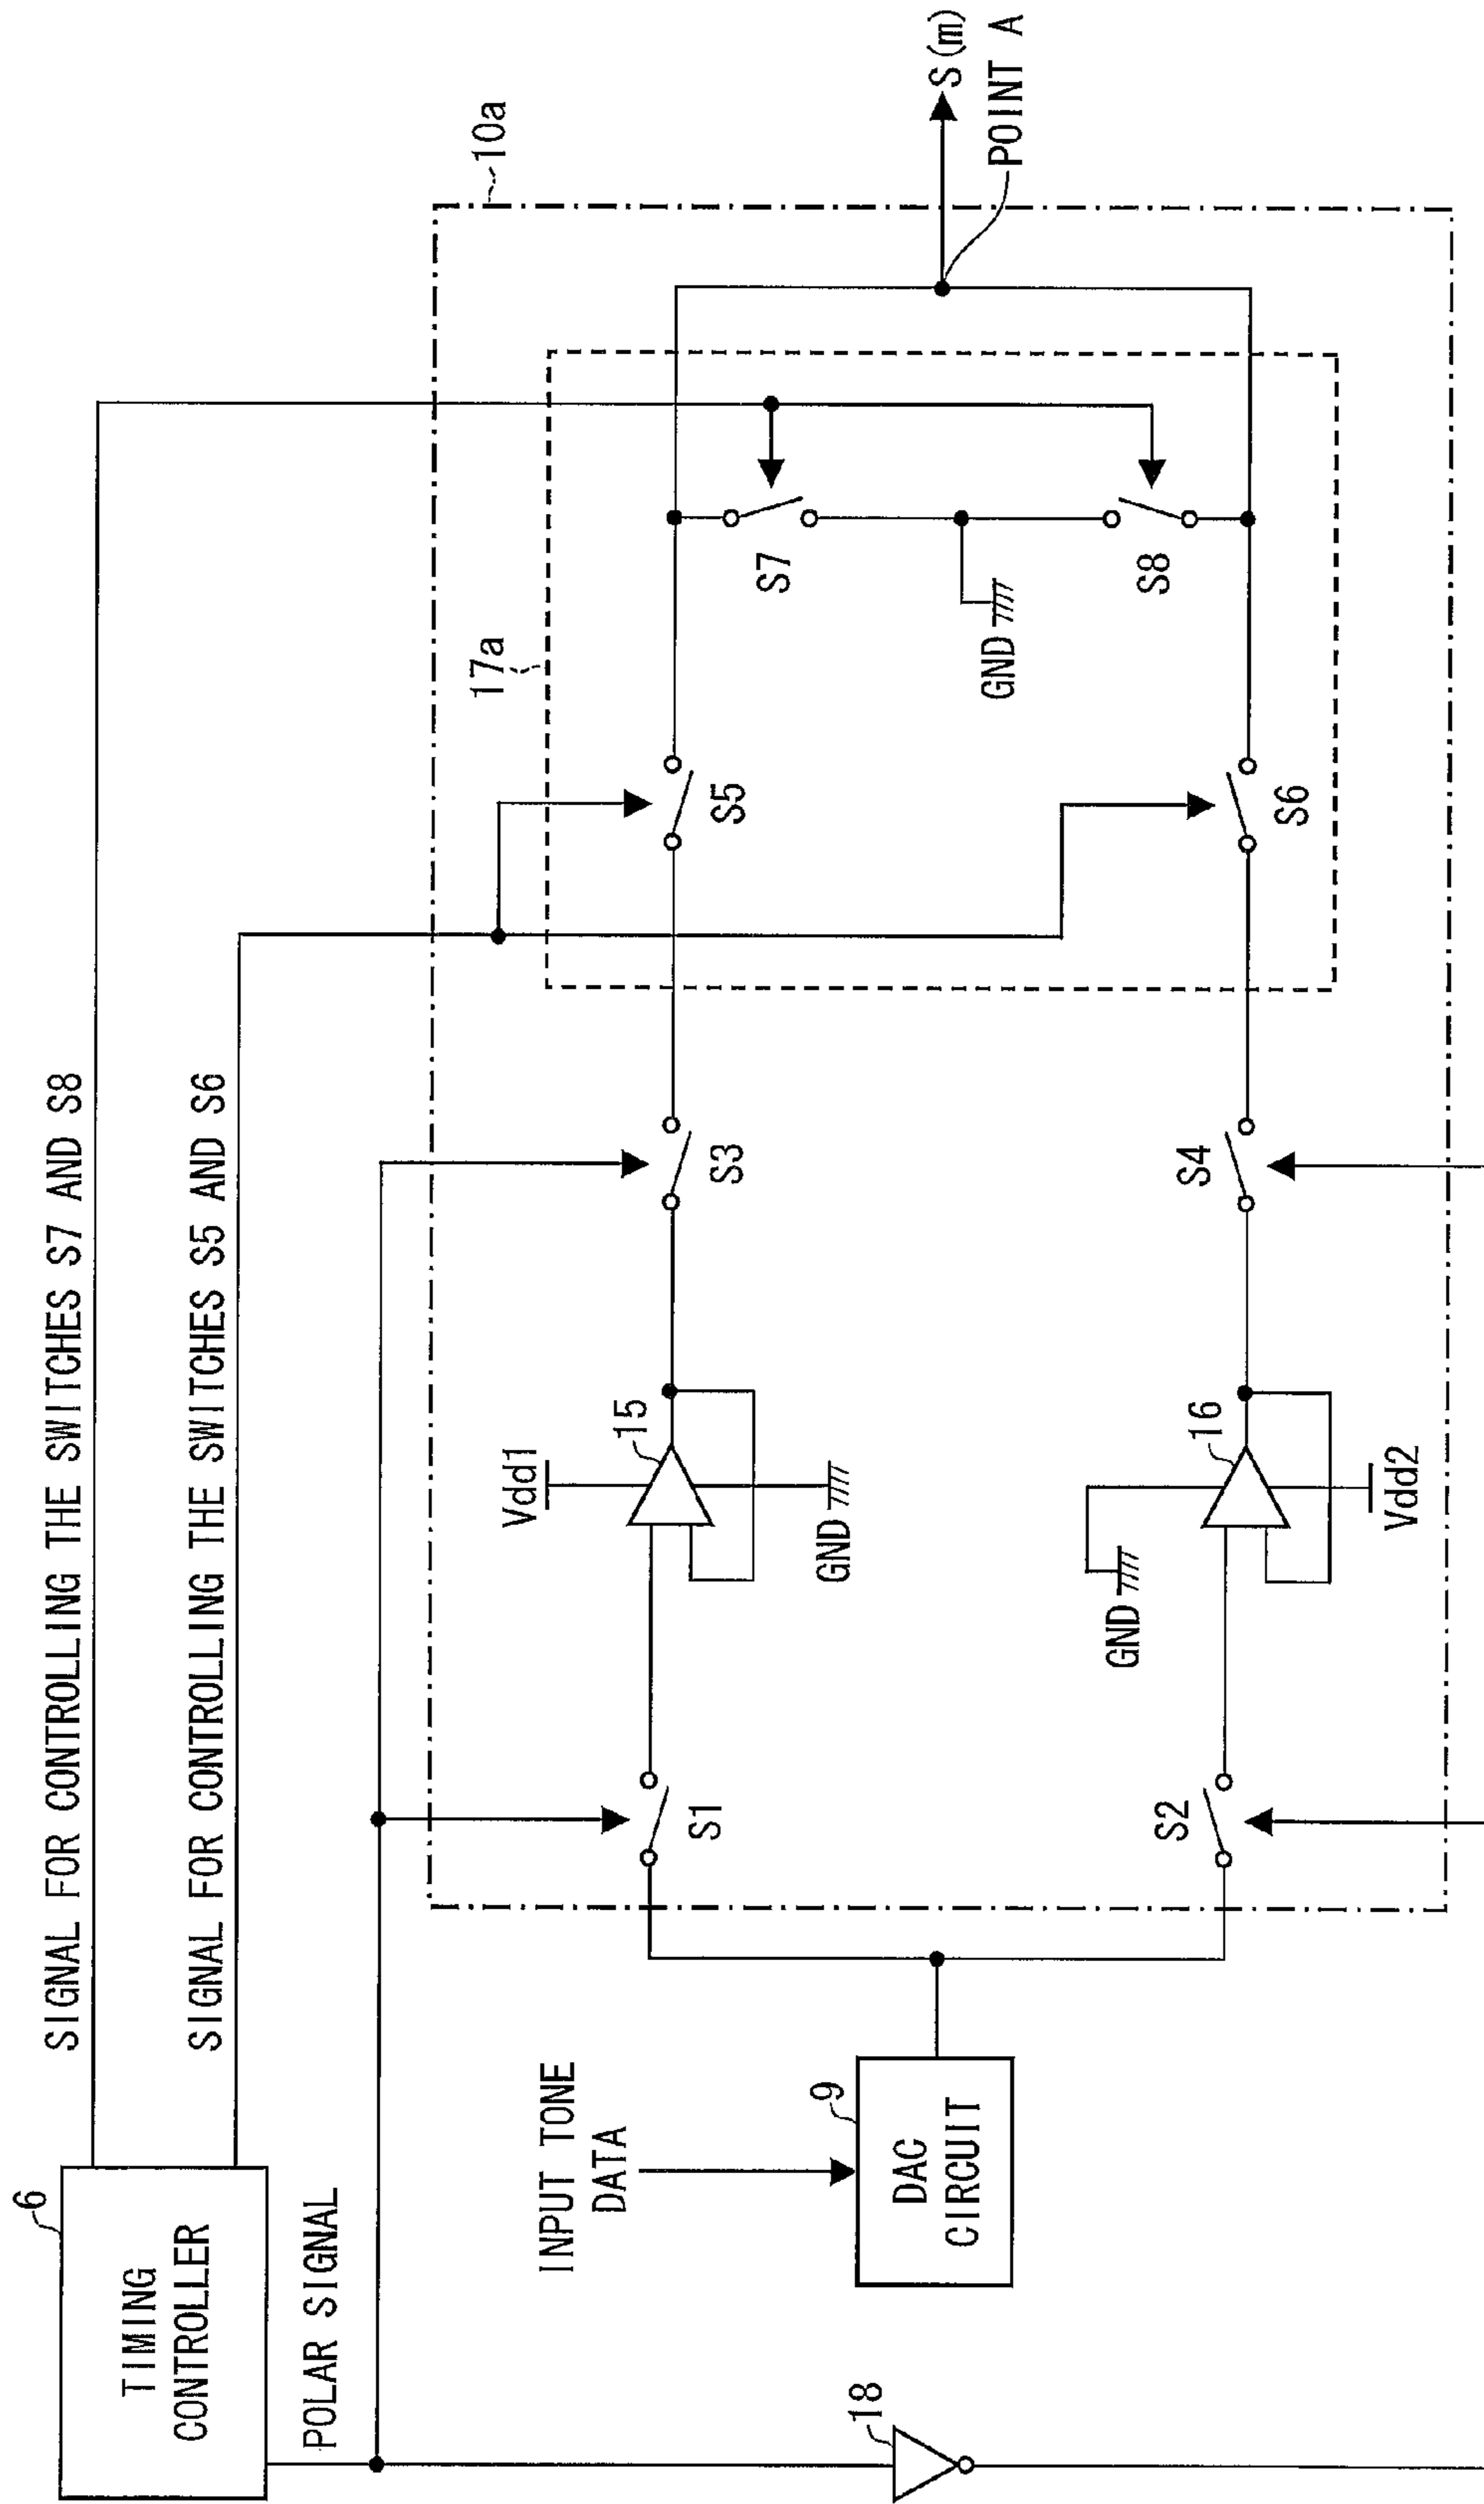 SIGNAL FOR CONTROLLING THE SWITCHES S7 AND S8
SIGNAL FOR CONTROLLING THE SWITCHES S5 AND S6
6
TIMING
CONTROLLER
POLAR SIGNAL
18
INPUT TONE
DATA
9
DAC
CIRCUIT
10a
17a
S1
Vdd1
15
GND
S3
S5
S7
GND
S8
S(m)
POINT A
S2
GND
16
Vdd2
S4
S6